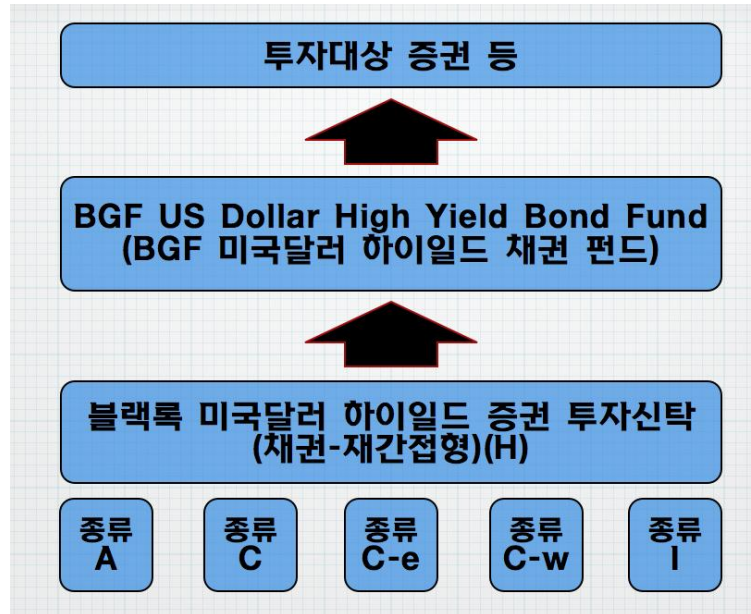 투자대상 증권 등
BGF US Dollar High Yield Bond Fund
(BGF 미국달러 하이일드 채권 펀드)
블랙록 미국달러 하이일드 증권 투자신탁
(채권-재간접형)(H)
종류
A
종류
C
종류
C-e
종류
C-w
종류
I